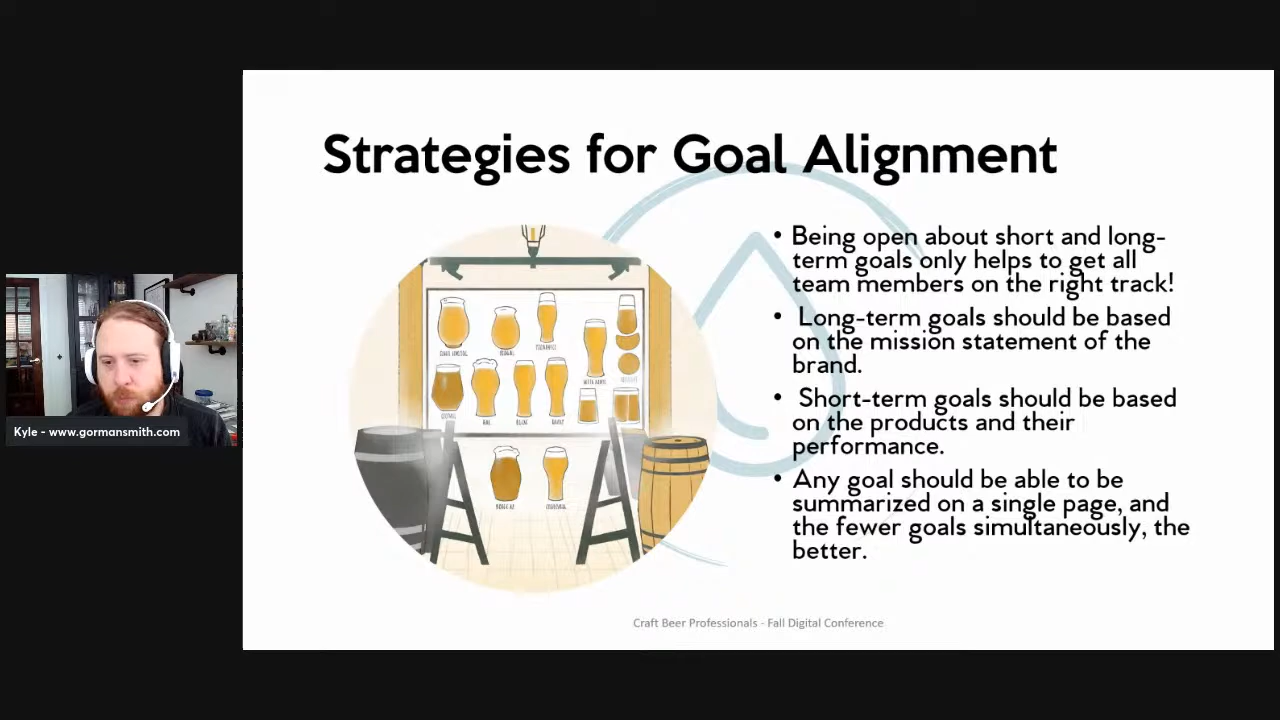 Strategies for Goal Alignment
• Being open about short and long-
term goals only helps to get all
team members on the right track!
• Long-term goals should be based
on the mission statement of the
brand.
• Short-term goals should be based
on the products and their
performance.
• Any goal should be able to be
summarized on a single page, and
the fewer goals simultaneously, the
better.
Kyle - www.gormansmith.com
Craft Beer Professionals - Fall Digital Conference